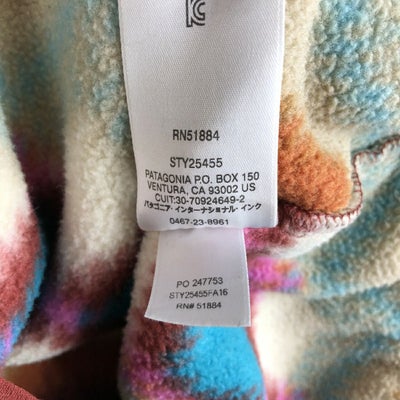 RN51884
STY25455
PATAGONIA P.O. BOX 150
VENTURA, CA 93002 US
CUIT:30-70924649-2
パタゴニア・インターナショナル・インク
0467-23-8961
PO 247753
STY25455FA16
RN# 51884